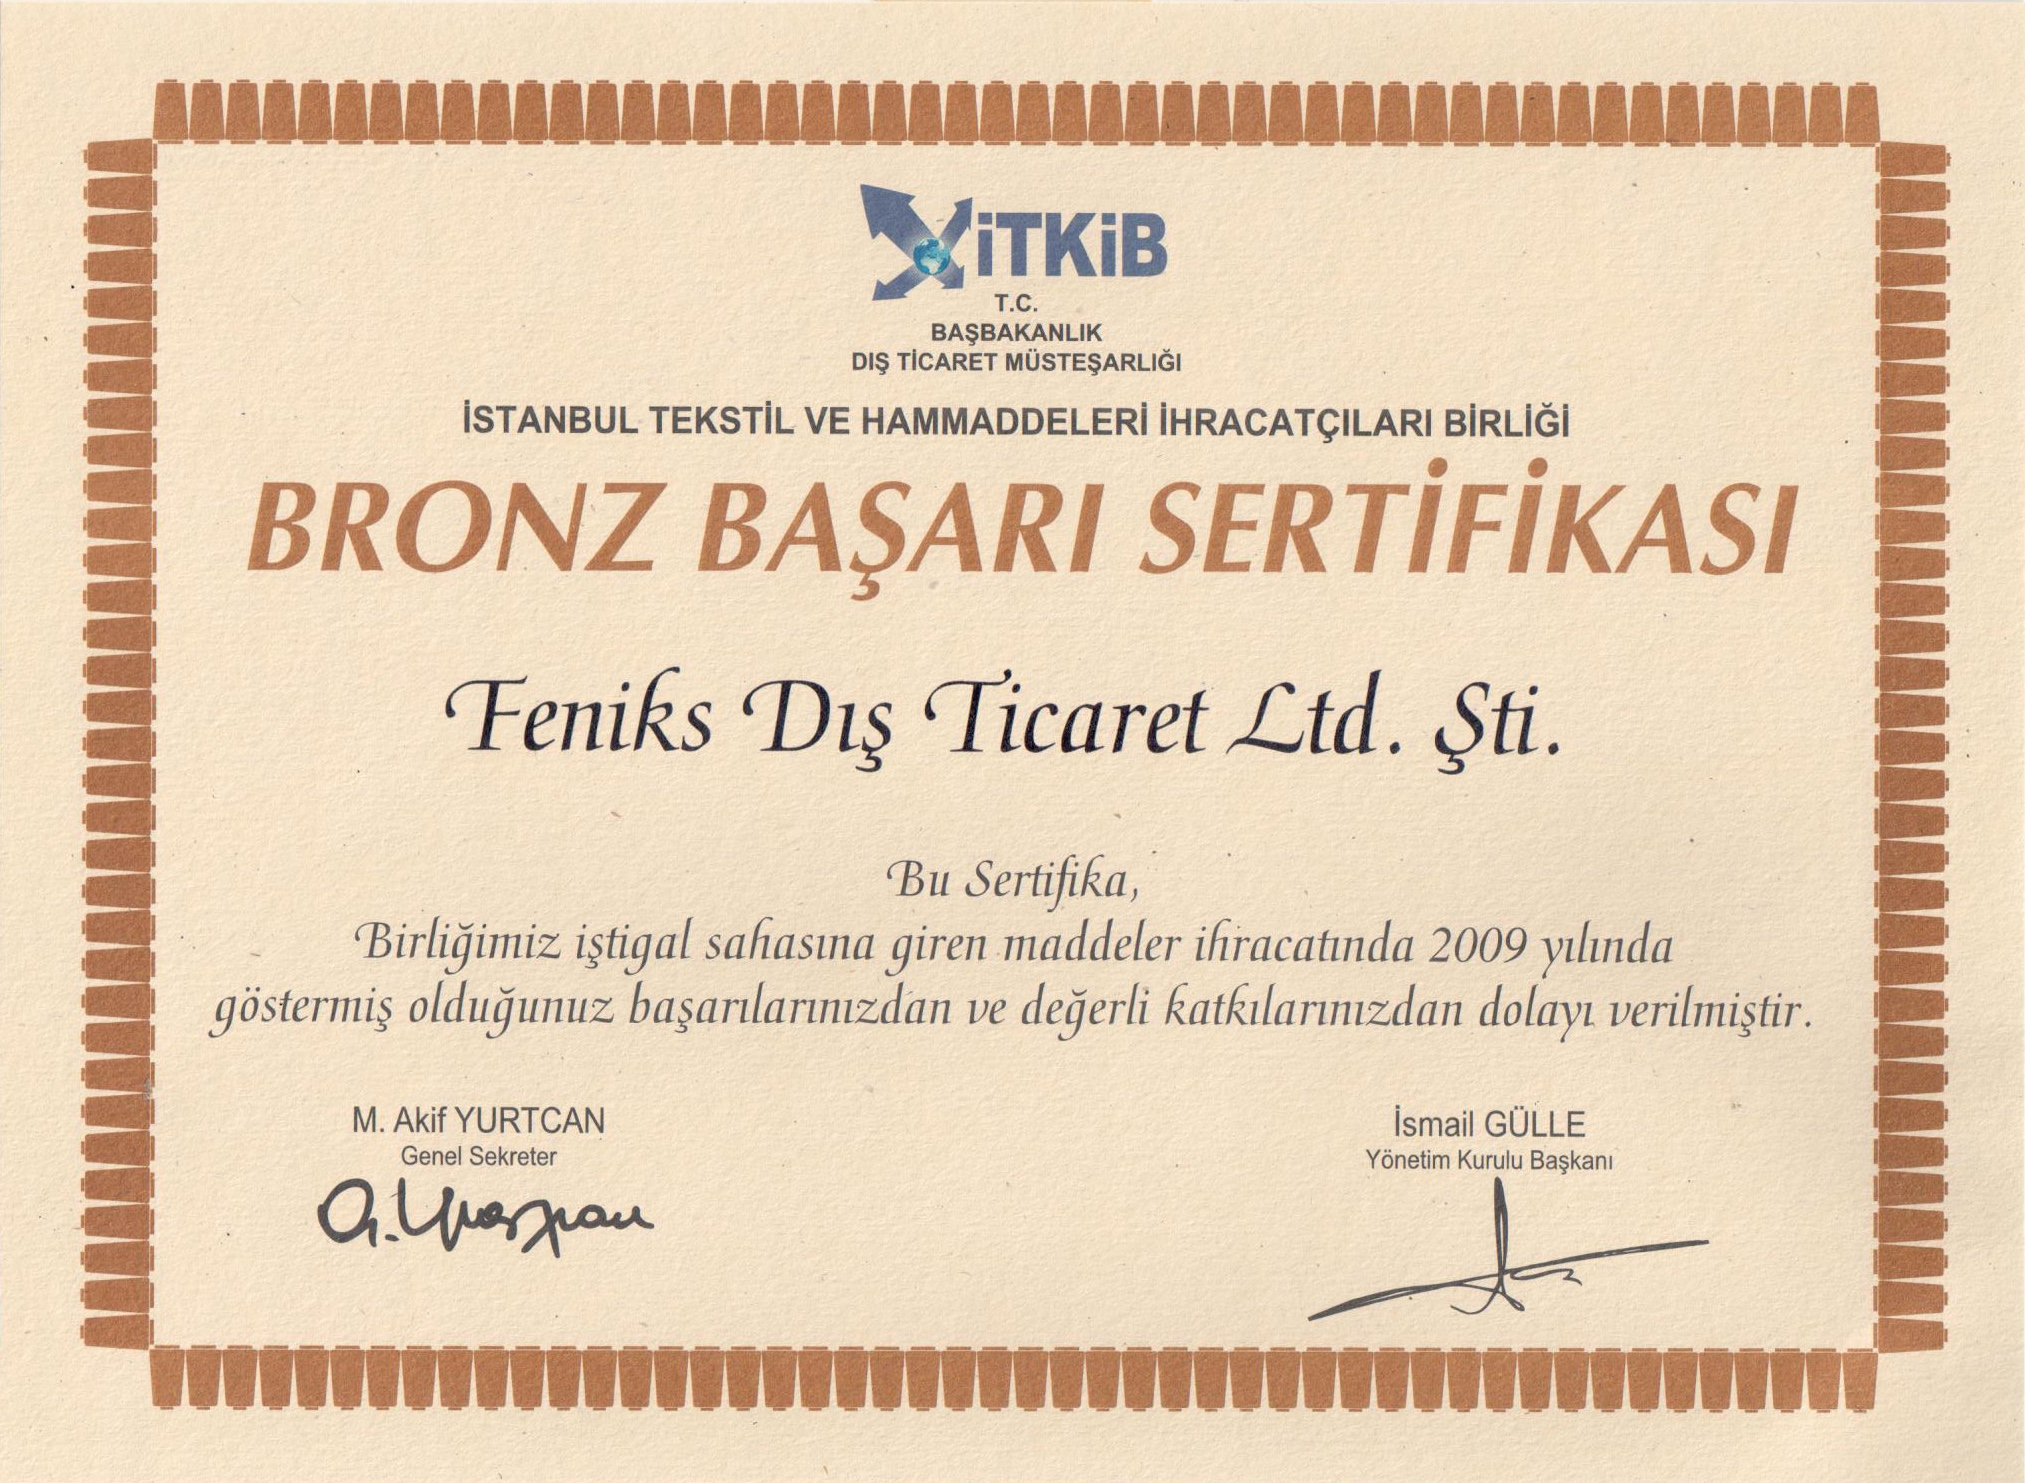 İTKİB
T.C.
BAŞBAKANLIK
DIŞ TİCARET MÜSTEŞARLIĞI
İSTANBUL TEKSTİL VE HAMMADDELERİ İHRACATÇILARI BİRLİĞİ
BRONZ BAŞARI SERTİFİKASI
Feniks Dış Ticaret Ltd. Şti.
Bu Sertifika,
Birliğimiz iştigal sahasına giren maddeler ihracatında 2009 yılında
göstermiş olduğunuz başarılarınızdan ve değerli katkılarınızdan dolayı verilmiştir.
M. Akif YURTCAN
Genel Sekreter
İsmail GÜLLE
Yönetim Kurulu Başkanı